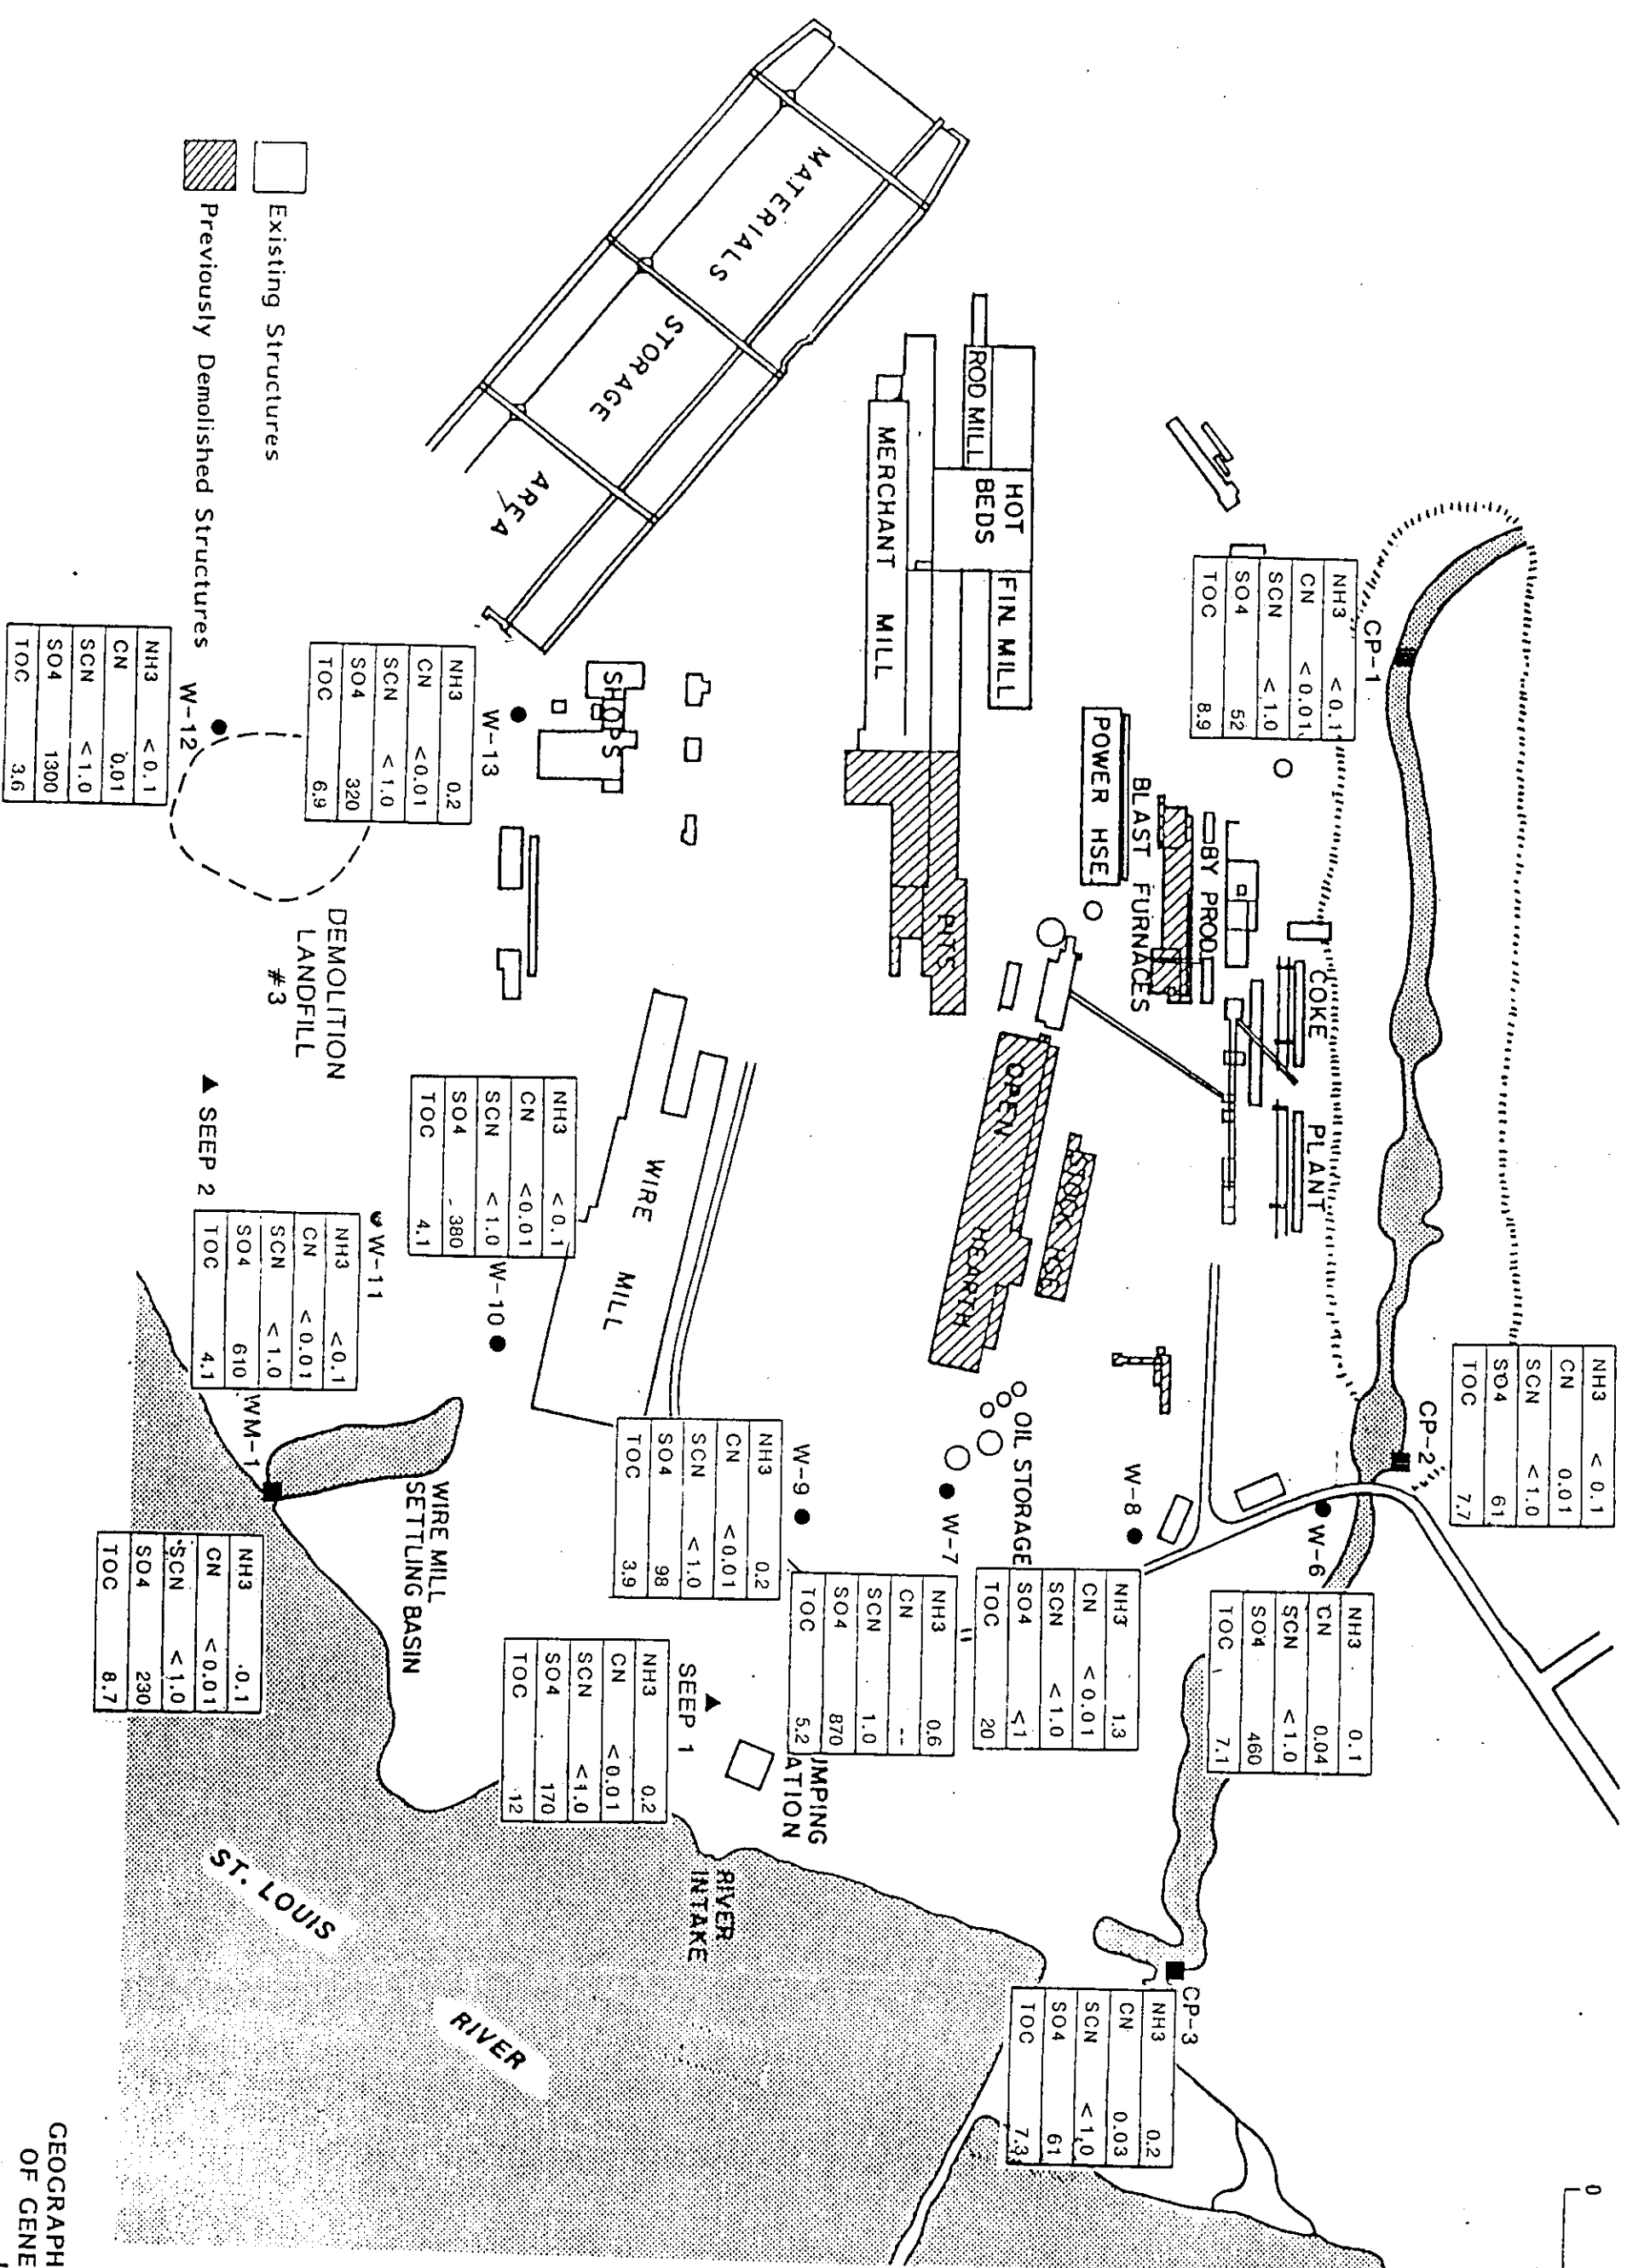 0
CP-2
NH3 < 0.1
CN 0.01
SCN < 1.0
SO4 61
TOC 7.7
CP-1
NH3 < 0.1
CN < 0.01
SCN < 1.0
SO4 52
TOC 8.9
COKE PLANT
BY PROD
BLAST FURNACES
POWER HSE
W-6
NH3 0.1
CN 0.04
SCN < 1.0
SO4 460
TOC 7.1
CP-3
NH3 0.2
CN 0.03
SCN < 1.0
SO4 61
TOC 7.3
W-8
NH3 1.3
CN < 0.01
SCN < 1.0
SO4 < 1
TOC 20
HOT
BEDS
ROD MILL
FIN MILL
MERCHANT MILL
PITS
STOCK HSE
OPEN HEARTH
OIL STORAGE
W-7
NH3 0.6
CN --
SCN 1.0
SO4 870
TOC 5.2
UMPING
ATION
RIVER
INTAKE
W-9
NH3 0.2
CN < 0.01
SCN < 1.0
SO4 98
TOC 3.9
SEEP 1
NH3 0.2
CN < 0.01
SCN < 1.0
SO4 170
TOC 12
MATERIALS
STORAGE
AREA
SHOPS
WIRE MILL
W-13
NH3 0.2
CN < 0.01
SCN < 1.0
SO4 320
TOC 6.9
W-10
NH3 < 0.1
CN < 0.01
SCN < 1.0
SO4 380
TOC 4.1
WIRE MILL
SETTLING BASIN
DEMOLITION
LANDFILL
#3
W-11
NH3 < 0.1
CN < 0.01
SCN < 1.0
SO4 610
TOC 4.1
SEEP 2
WM-1
NH3 0.1
CN < 0.01
SCN < 1.0
SO4 230
TOC 8.7
W-12
NH3 < 0.1
CN 0.01
SCN < 1.0
SO4 1300
TOC 3.6
ST. LOUIS
RIVER
Existing Structures
Previously Demolished Structures
GEOGRAPH
OF GENE